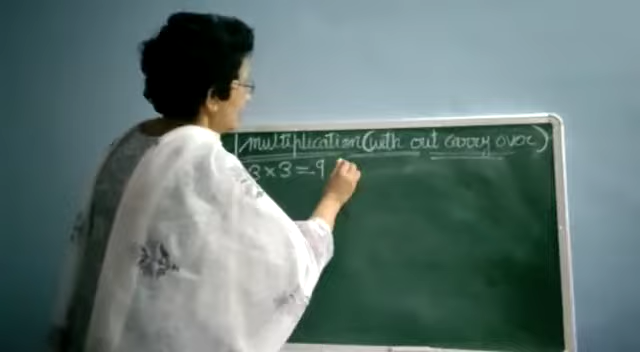 Multiplication (with out carry over)
3 × 3 = 9